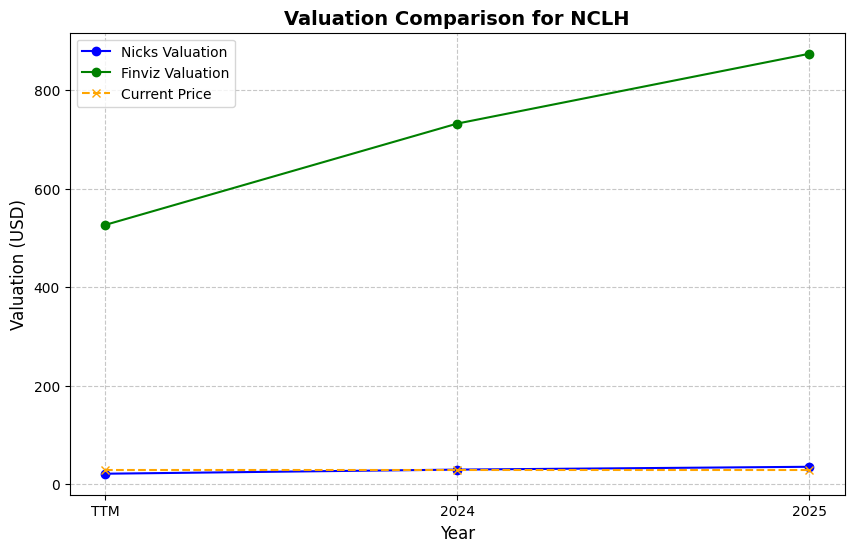 Valuation Comparison for NCLH
Nicks Valuation
Finviz Valuation
Current Price
Valuation (USD)
800
600
400
200
0
TTM
2024
2025
Year